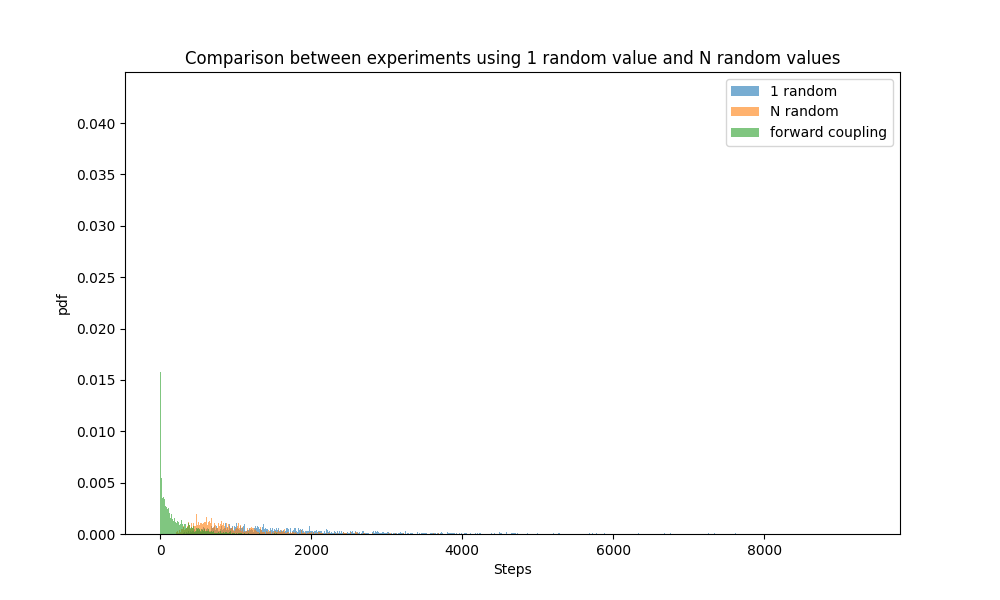 Comparison between experiments using 1 random value and N random values
1 random
N random
forward coupling
0.040
0.035
0.030
0.025
0.020
0.015
0.010
0.005
0.000
pdf
0 2000 4000 6000 8000
Steps